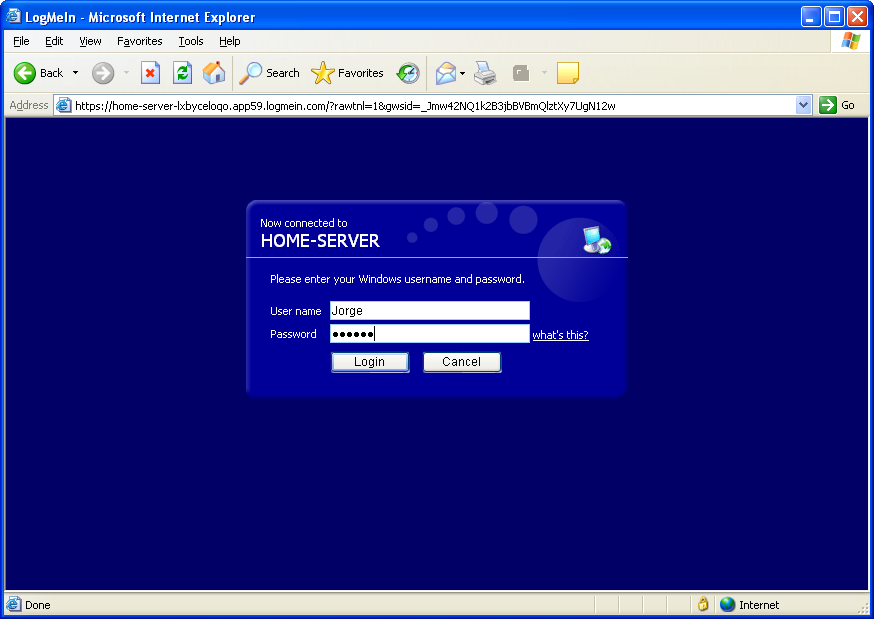 LogMeIn - Microsoft Internet Explorer
File Edit View Favorites Tools Help
Back Search Favorites
Address https://home-server-lxbyceloqo.app59.logmein.com/?rawtnl=1&gwsid=_Jmw42NQ1k2B3jbBVBmQlztXy7UgN12w Go
Now connected to
HOME-SERVER
Please enter your Windows username and password.
User name Jorge
Password ●●●●●● what's this?
Login Cancel
Done Internet